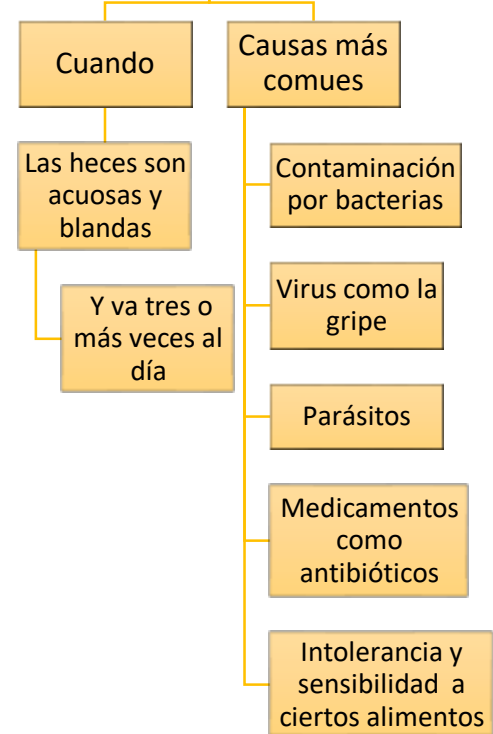 Cuando
Las heces son
acuosas y
blandas
Y va tres o
más veces al
día
Causas más
comues
Contaminación
por bacterias
Virus como la
gripe
Parásitos
Medicamentos
como
antibióticos
Intolerancia y
sensibilidad a
ciertos alimentos